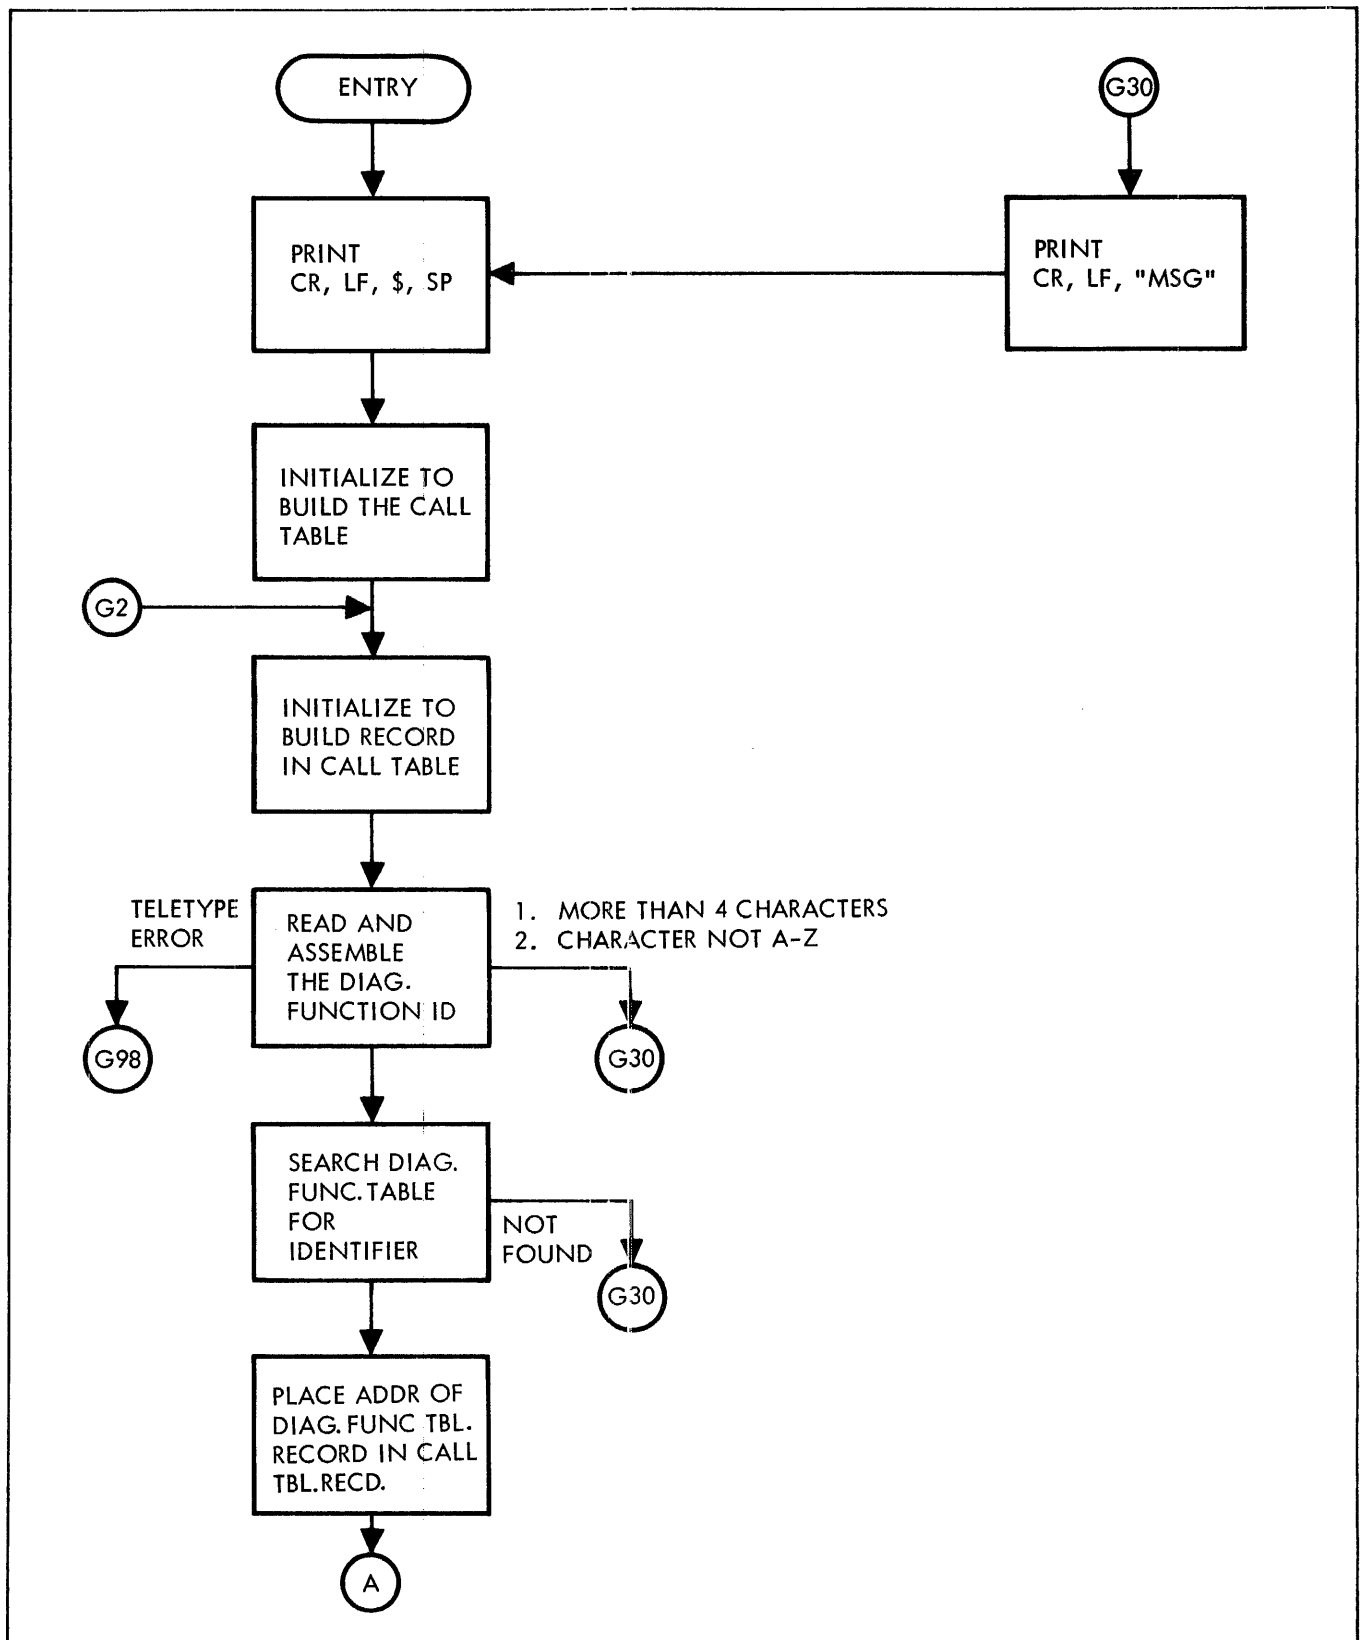 ENTRY
G30
PRINT
CR, LF, $, SP
PRINT
CR, LF, "MSG"
INITIALIZE TO
BUILD THE CALL
TABLE
G2
INITIALIZE TO
BUILD RECORD
IN CALL TABLE
TELETYPE
ERROR
READ AND
ASSEMBLE
THE DIAG.
FUNCTION ID
1. MORE THAN 4 CHARACTERS
2. CHARACTER NOT A-Z
G98
G30
SEARCH DIAG.
FUNC. TABLE
FOR
IDENTIFIER
NOT
FOUND
G30
PLACE ADDR OF
DIAG. FUNC TBL.
RECORD IN CALL
TBL.RECD.
A